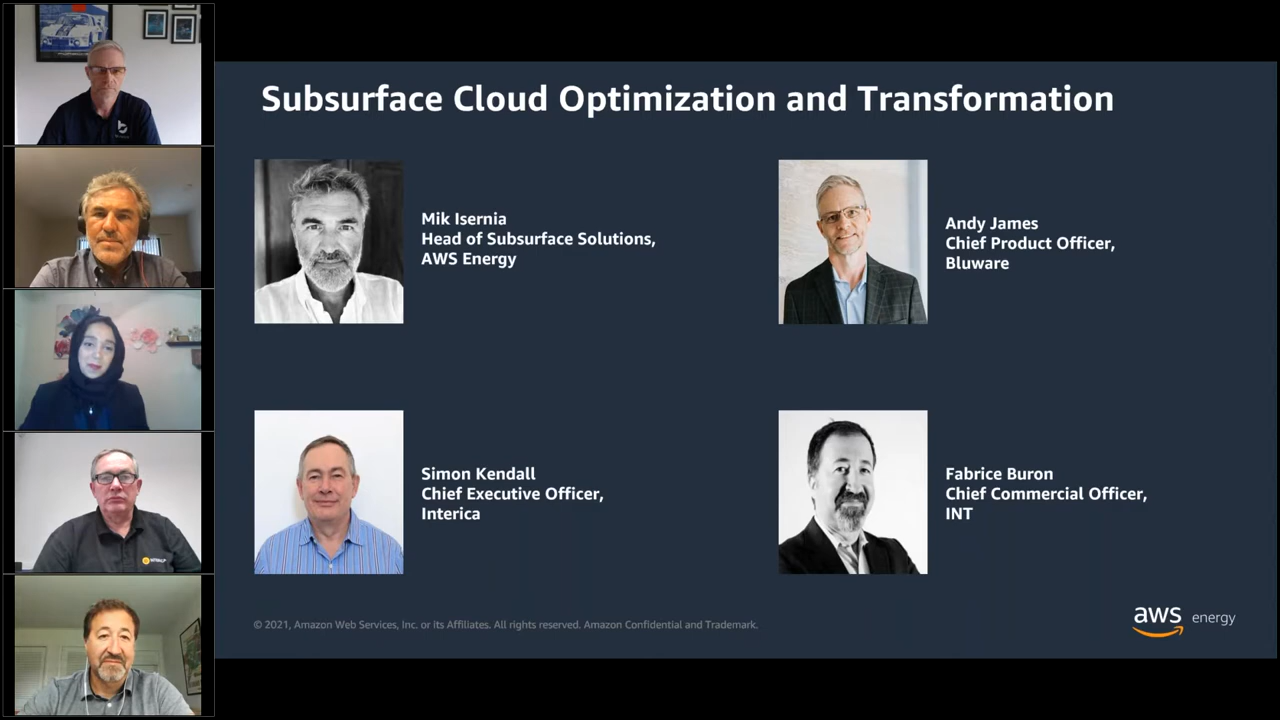 Subsurface Cloud Optimization and Transformation
Mik Isernia
Head of Subsurface Solutions,
AWS Energy
Andy James
Chief Product Officer,
Bluware
Simon Kendall
Chief Executive Officer,
Interica
Fabrice Buron
Chief Commercial Officer,
INT
© 2021, Amazon Web Services, Inc. or its Affiliates. All rights reserved. Amazon Confidential and Trademark.
aws energy